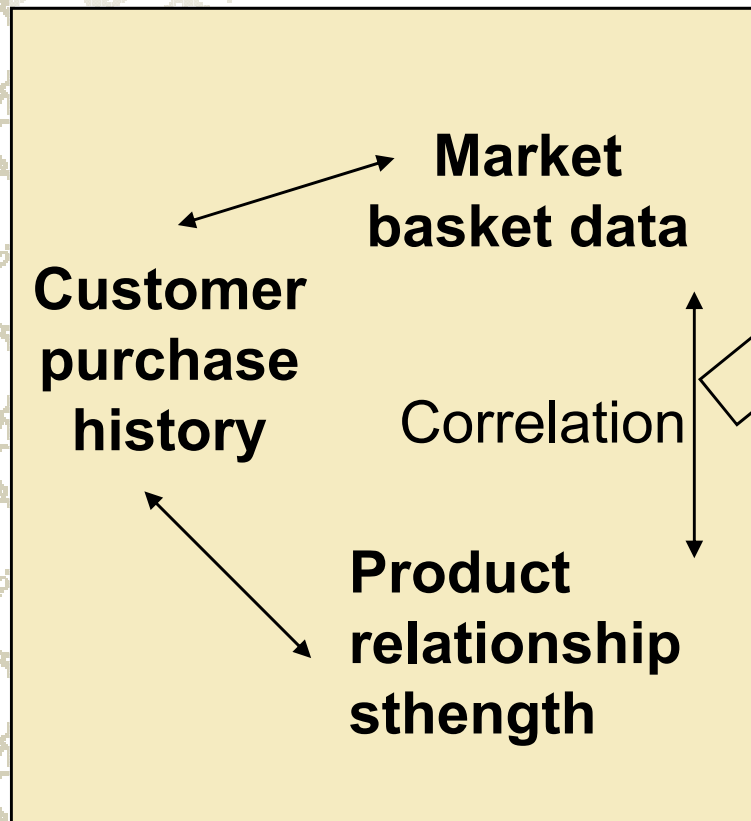 Market
basket data
Customer
purchase
history
Correlation
Product
relationship
sthength